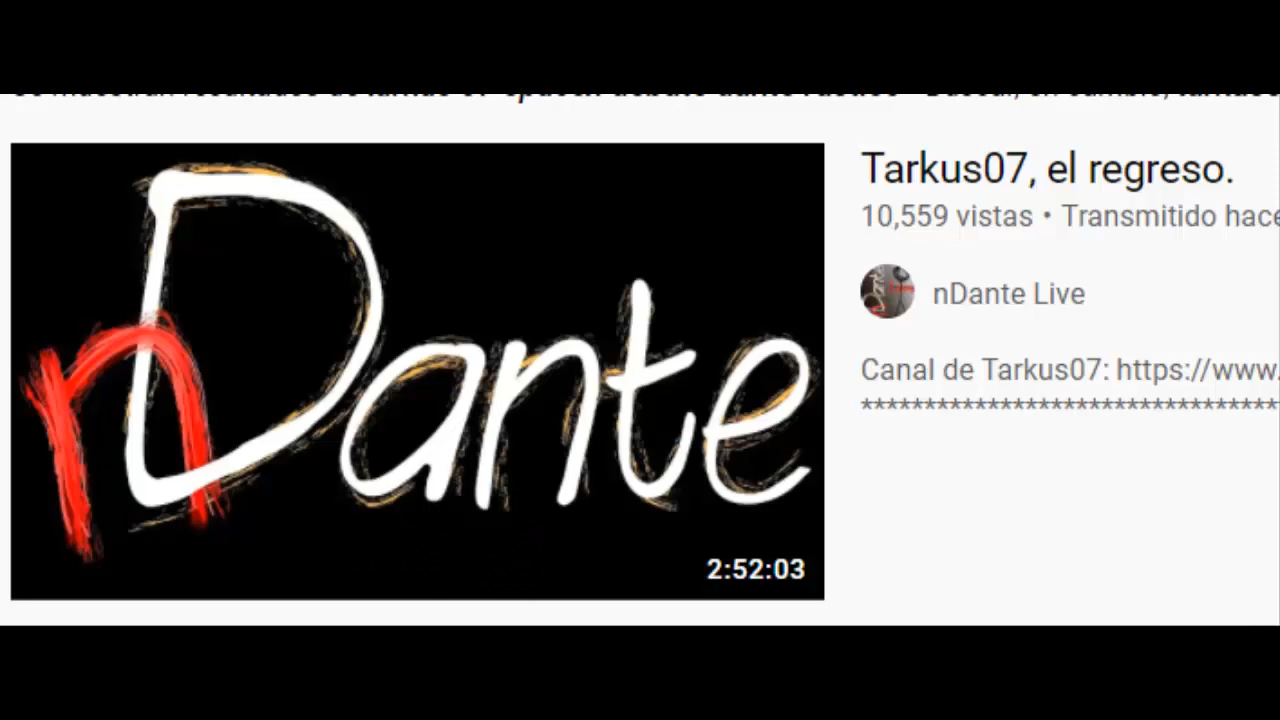 nDante
2:52:03
Tarkus07, el regreso.
10,559 vistas • Transmitido hace
nDante Live
Canal de Tarkus07: https://www.
*********************************